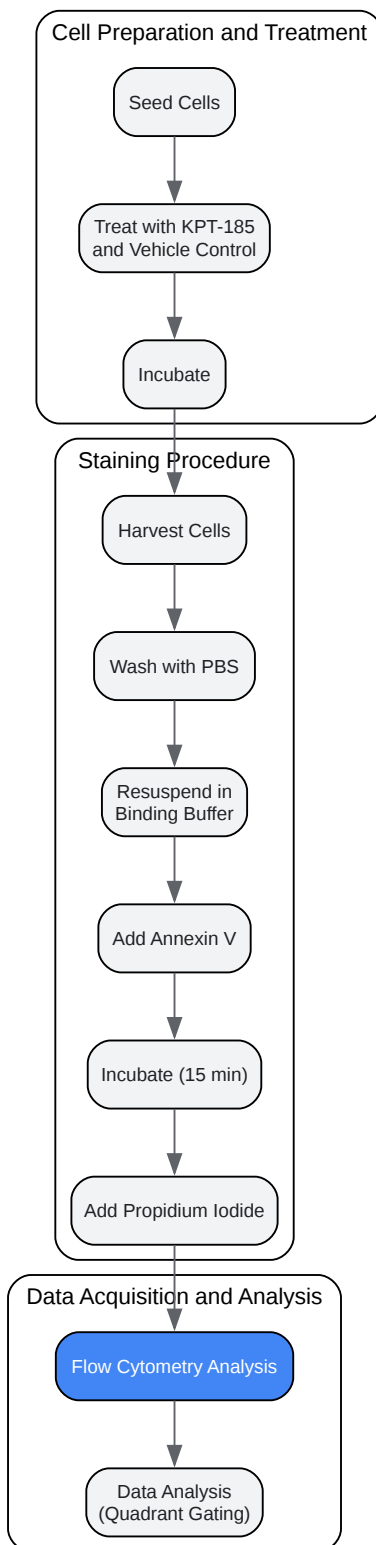 Cell Preparation and Treatment
Seed Cells
Treat with KPT-185
and Vehicle Control
Incubate
Staining Procedure
Harvest Cells
Wash with PBS
Resuspend in
Binding Buffer
Add Annexin V
Incubate (15 min)
Add Propidium Iodide
Data Acquisition and Analysis
Flow Cytometry Analysis
Data Analysis
(Quadrant Gating)